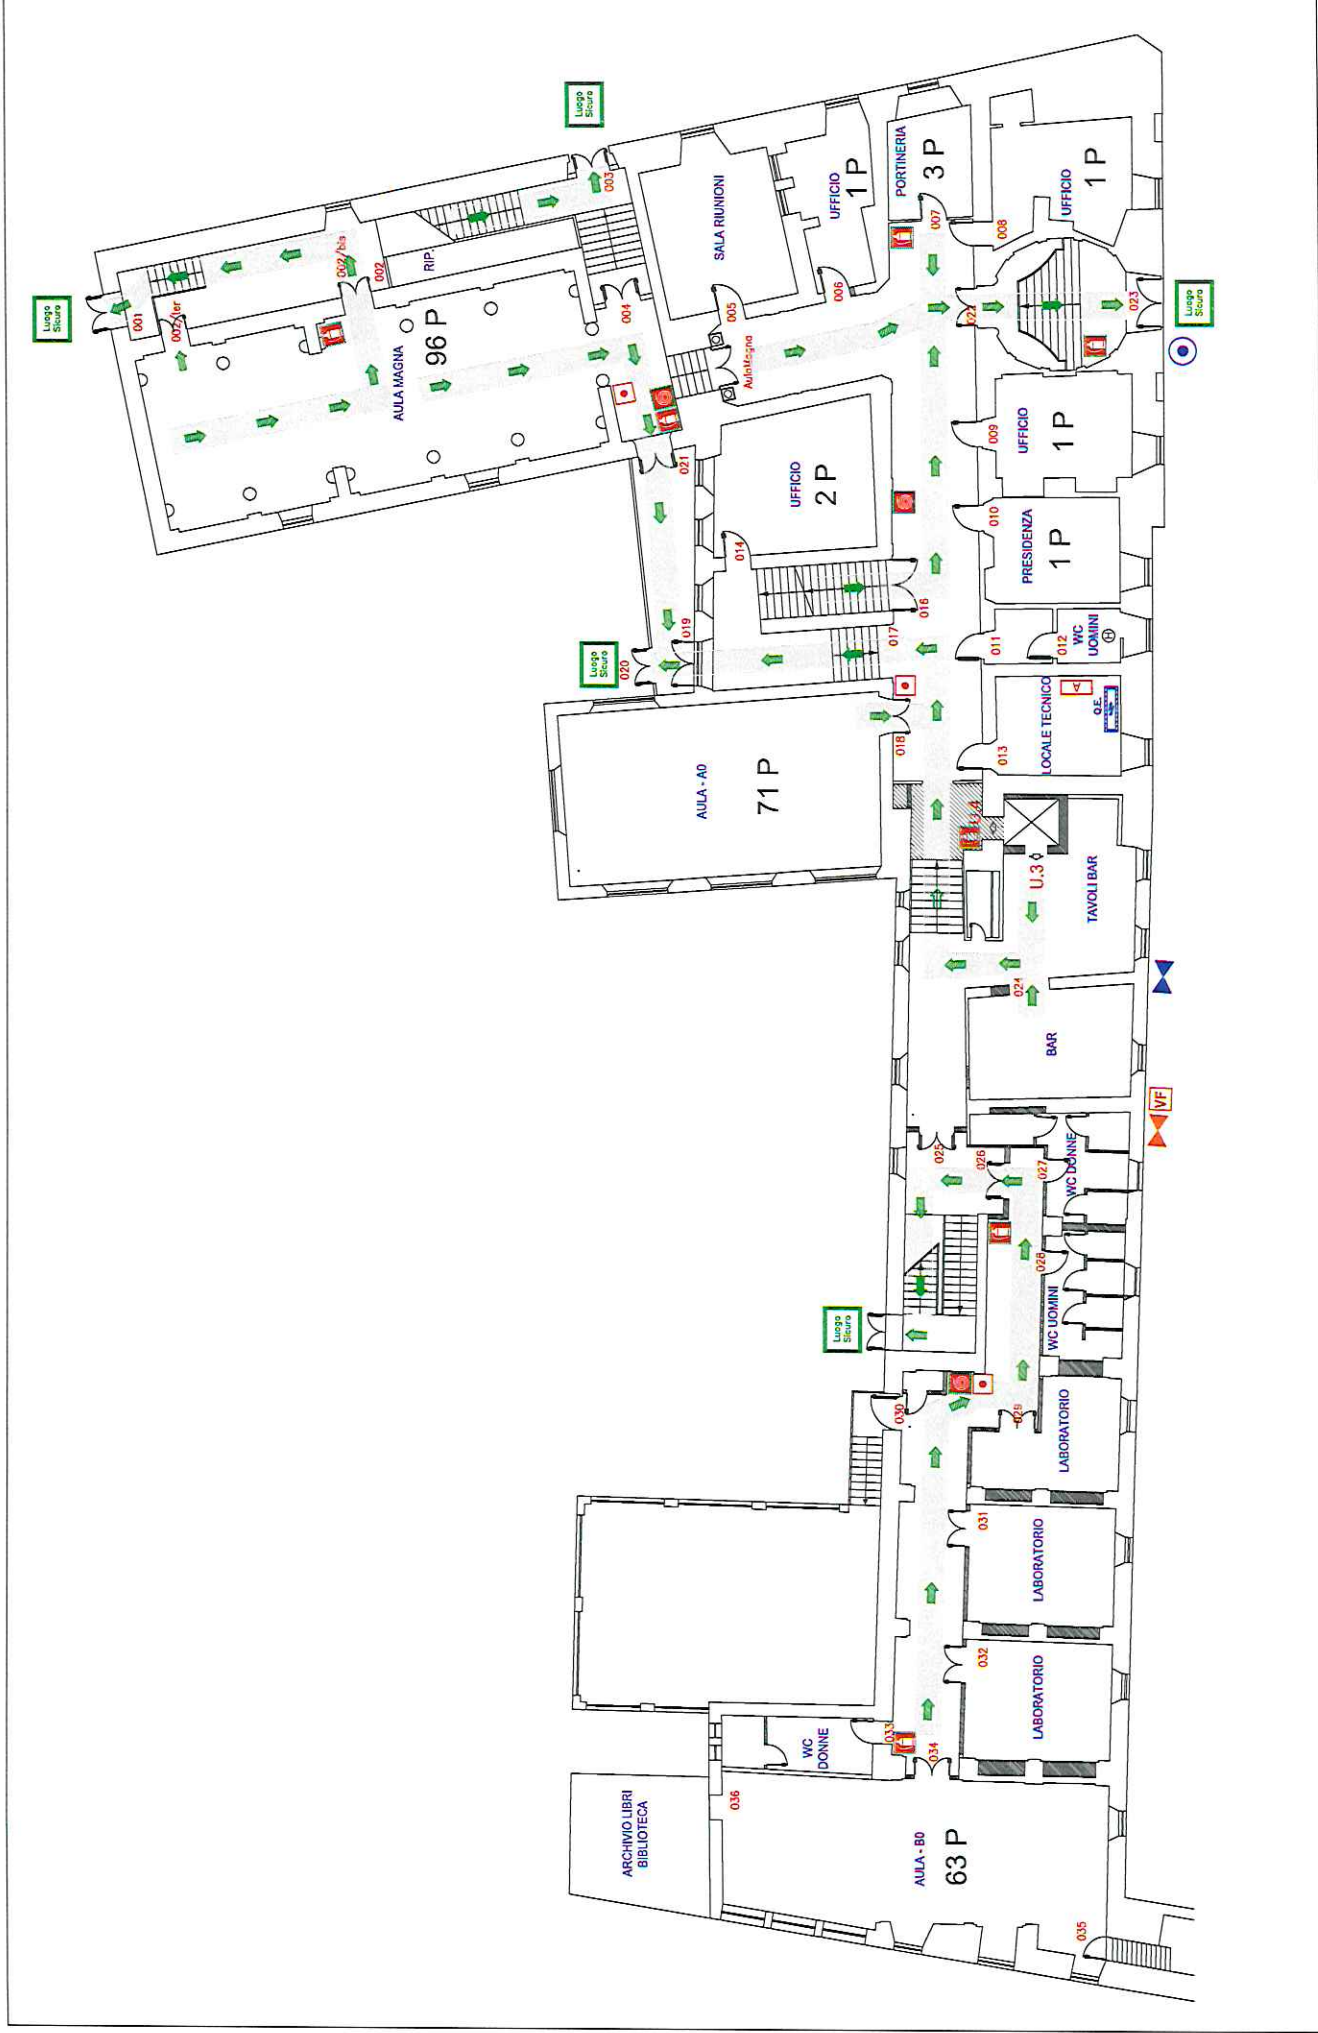 Luogo
Sicuro
001
002/ter
002/bis
002
RIP.
AULA MAGNA
96 P
Luogo
Sicuro
003
004
SALA RIUNIONI
005
AulaMagna
UFFICIO
1 P
006
PORTINERIA
3 P
007
008
UFFICIO
1 P
022
023
Luogo
Sicuro
021
UFFICIO
2 P
014
009
UFFICIO
1 P
010
PRESIDENZA
1 P
Luogo
Sicuro
020
019
016
017
011
012
WC
UOMINI
H
018
AULA - A0
71 P
013
LOCALE TECNICO
Q.E.
A
U.4
U.3
TAVOLI BAR
024
BAR
VF
025
026
027
WC DONNE
028
WC UOMINI
Luogo
Sicuro
030
029
LABORATORIO
031
LABORATORIO
032
LABORATORIO
033
WC
DONNE
034
ARCHIVIO LIBRI
BIBLIOTECA
036
AULA - B0
63 P
035